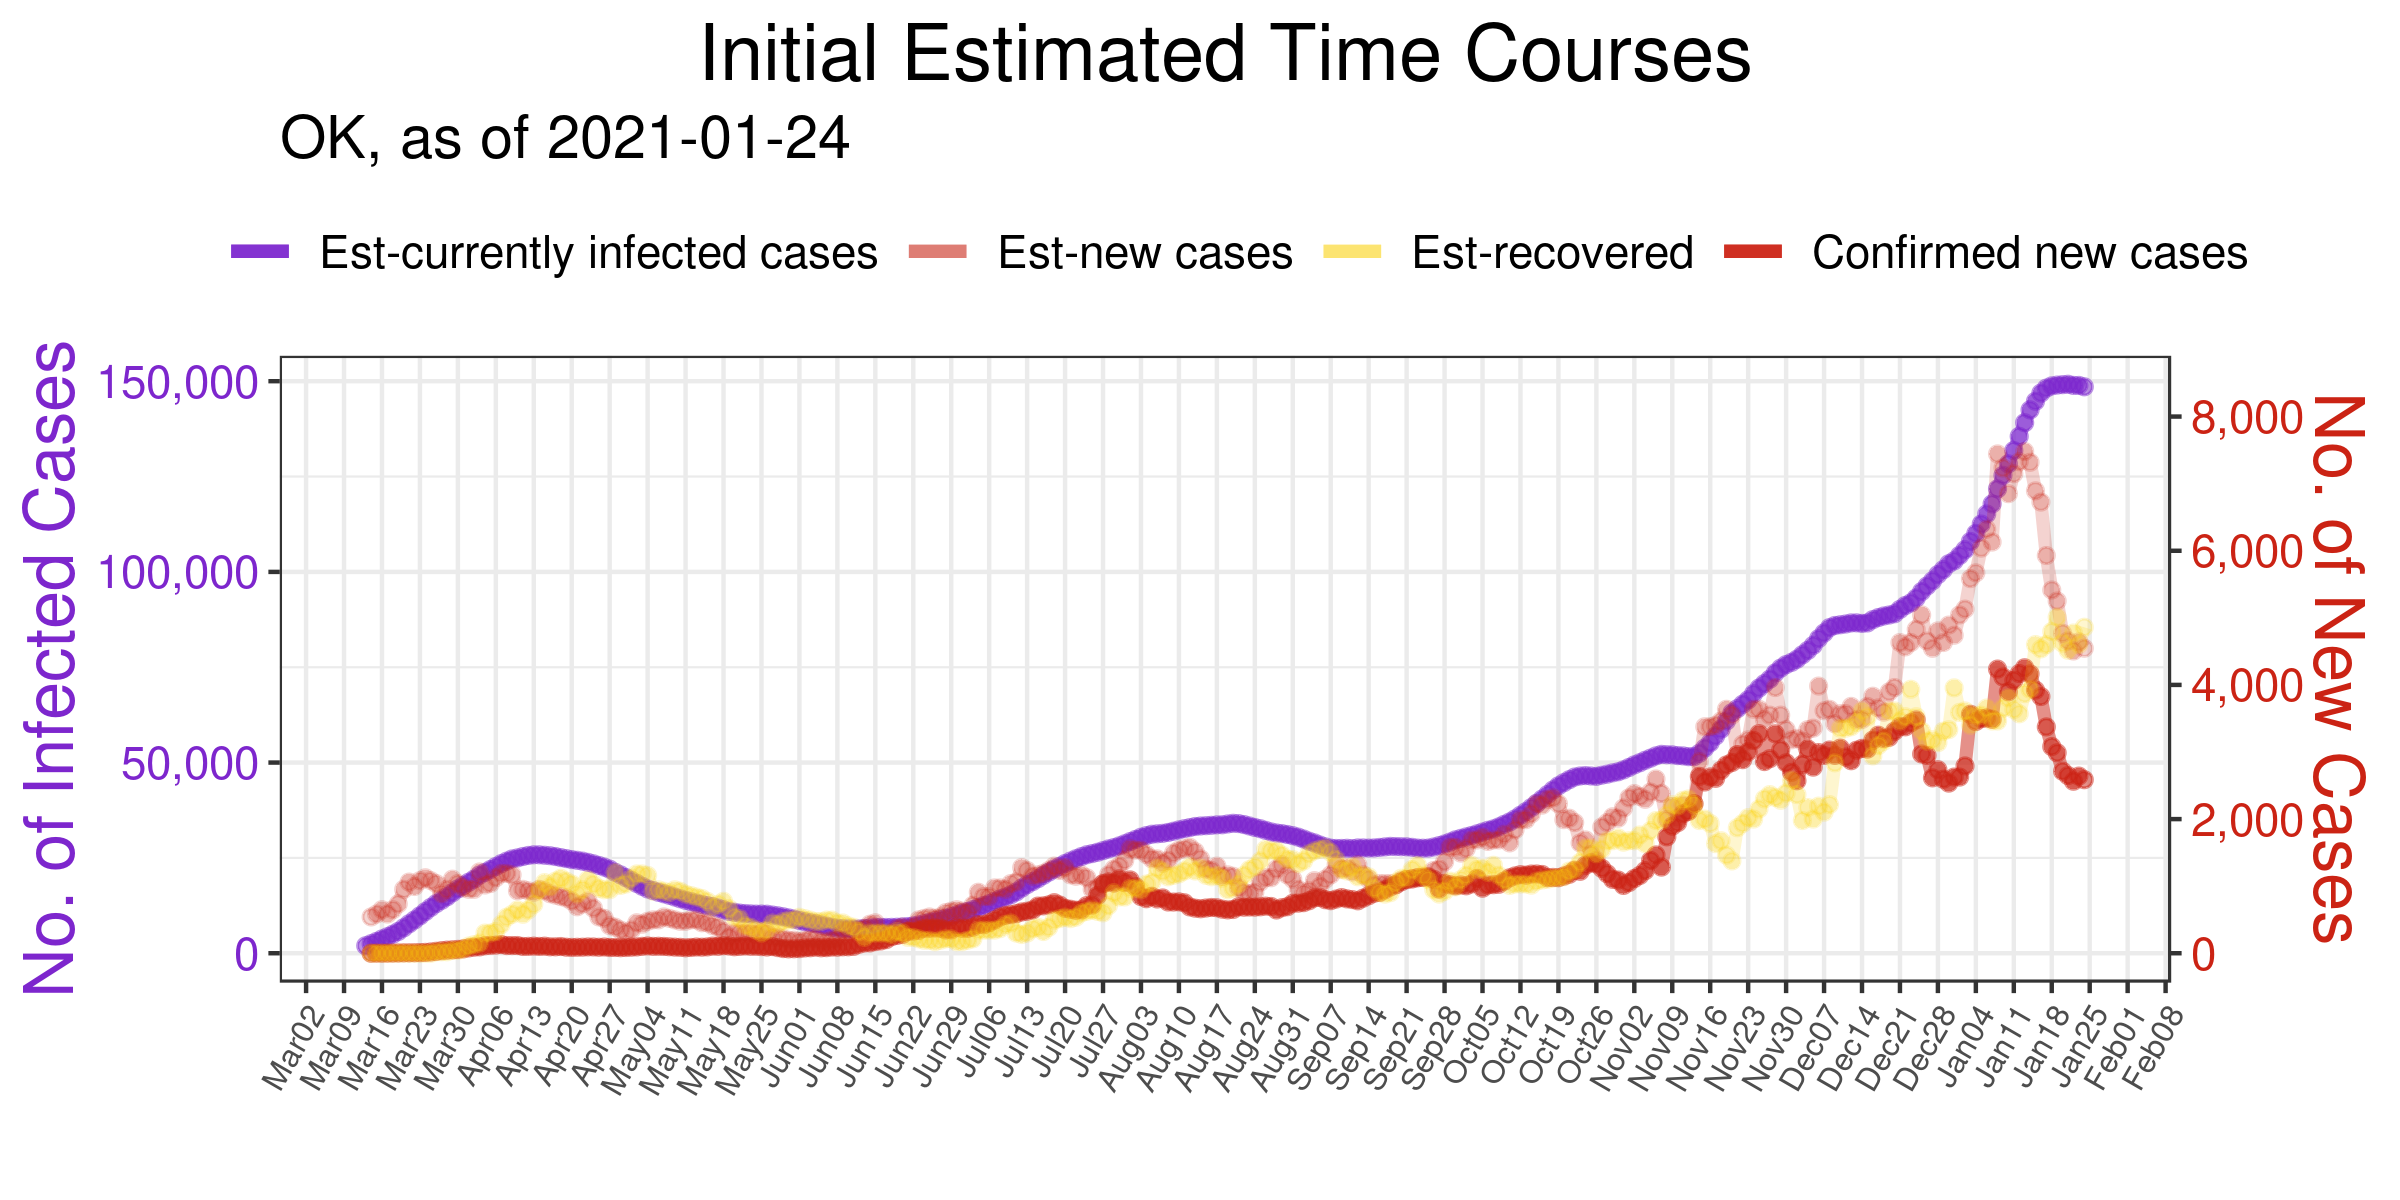 Initial Estimated Time Courses
OK, as of 2021-01-24
Est-currently infected cases Est-new cases Est-recovered Confirmed new cases
No. of Infected Cases
150,000
100,000
50,000
0
8,000
6,000
4,000
2,000
0
No. of New Cases
Mar02 Mar09 Mar16 Mar23 Mar30 Apr06 Apr13 Apr20 Apr27 May04 May11 May18 May25 Jun01 Jun08 Jun15 Jun22 Jun29 Jul06 Jul13 Jul20 Jul27 Aug03 Aug10 Aug17 Aug24 Aug31 Sep07 Sep14 Sep21 Sep28 Oct05 Oct12 Oct19 Oct26 Nov02 Nov09 Nov16 Nov23 Nov30 Dec07 Dec14 Dec21 Dec28 Jan04 Jan11 Jan18 Jan25 Feb01 Feb08